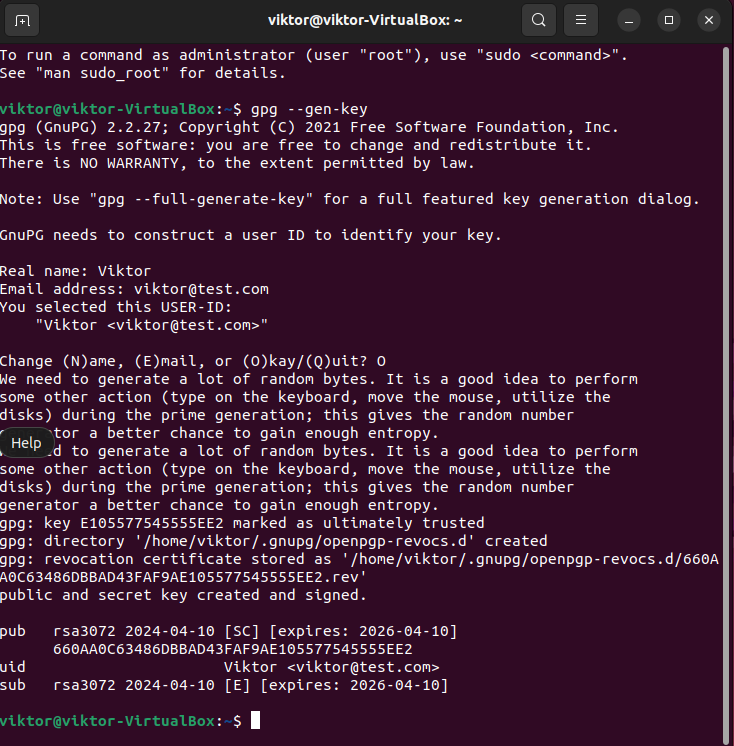 viktor@viktor-VirtualBox: ~
To run a command as administrator (user "root"), use "sudo <command>".
See "man sudo_root" for details.
viktor@viktor-VirtualBox:~$ gpg --gen-key
gpg (GnuPG) 2.2.27; Copyright (C) 2021 Free Software Foundation, Inc.
This is free software: you are free to change and redistribute it.
There is NO WARRANTY, to the extent permitted by law.
Note: Use "gpg --full-generate-key" for a full featured key generation dialog.
GnuPG needs to construct a user ID to identify your key.
Real name: Viktor
Email address: viktor@test.com
You selected this USER-ID:
    "Viktor <viktor@test.com>"
Change (N)ame, (E)mail, or (O)kay/(Q)uit? O
We need to generate a lot of random bytes. It is a good idea to perform
some other action (type on the keyboard, move the mouse, utilize the
disks) during the prime generation; this gives the random number
tor a better chance to gain enough entropy.
Help
d to generate a lot of random bytes. It is a good idea to perform
some other action (type on the keyboard, move the mouse, utilize the
disks) during the prime generation; this gives the random number
generator a better chance to gain enough entropy.
gpg: key E105577545555EE2 marked as ultimately trusted
gpg: directory '/home/viktor/.gnupg/openpgp-revocs.d' created
gpg: revocation certificate stored as '/home/viktor/.gnupg/openpgp-revocs.d/660A
A0C63486DBBAD43FAF9AE105577545555EE2.rev'
public and secret key created and signed.
pub   rsa3072 2024-04-10 [SC] [expires: 2026-04-10]
      660AA0C63486DBBAD43FAF9AE105577545555EE2
uid                      Viktor <viktor@test.com>
sub   rsa3072 2024-04-10 [E] [expires: 2026-04-10]
viktor@viktor-VirtualBox:~$